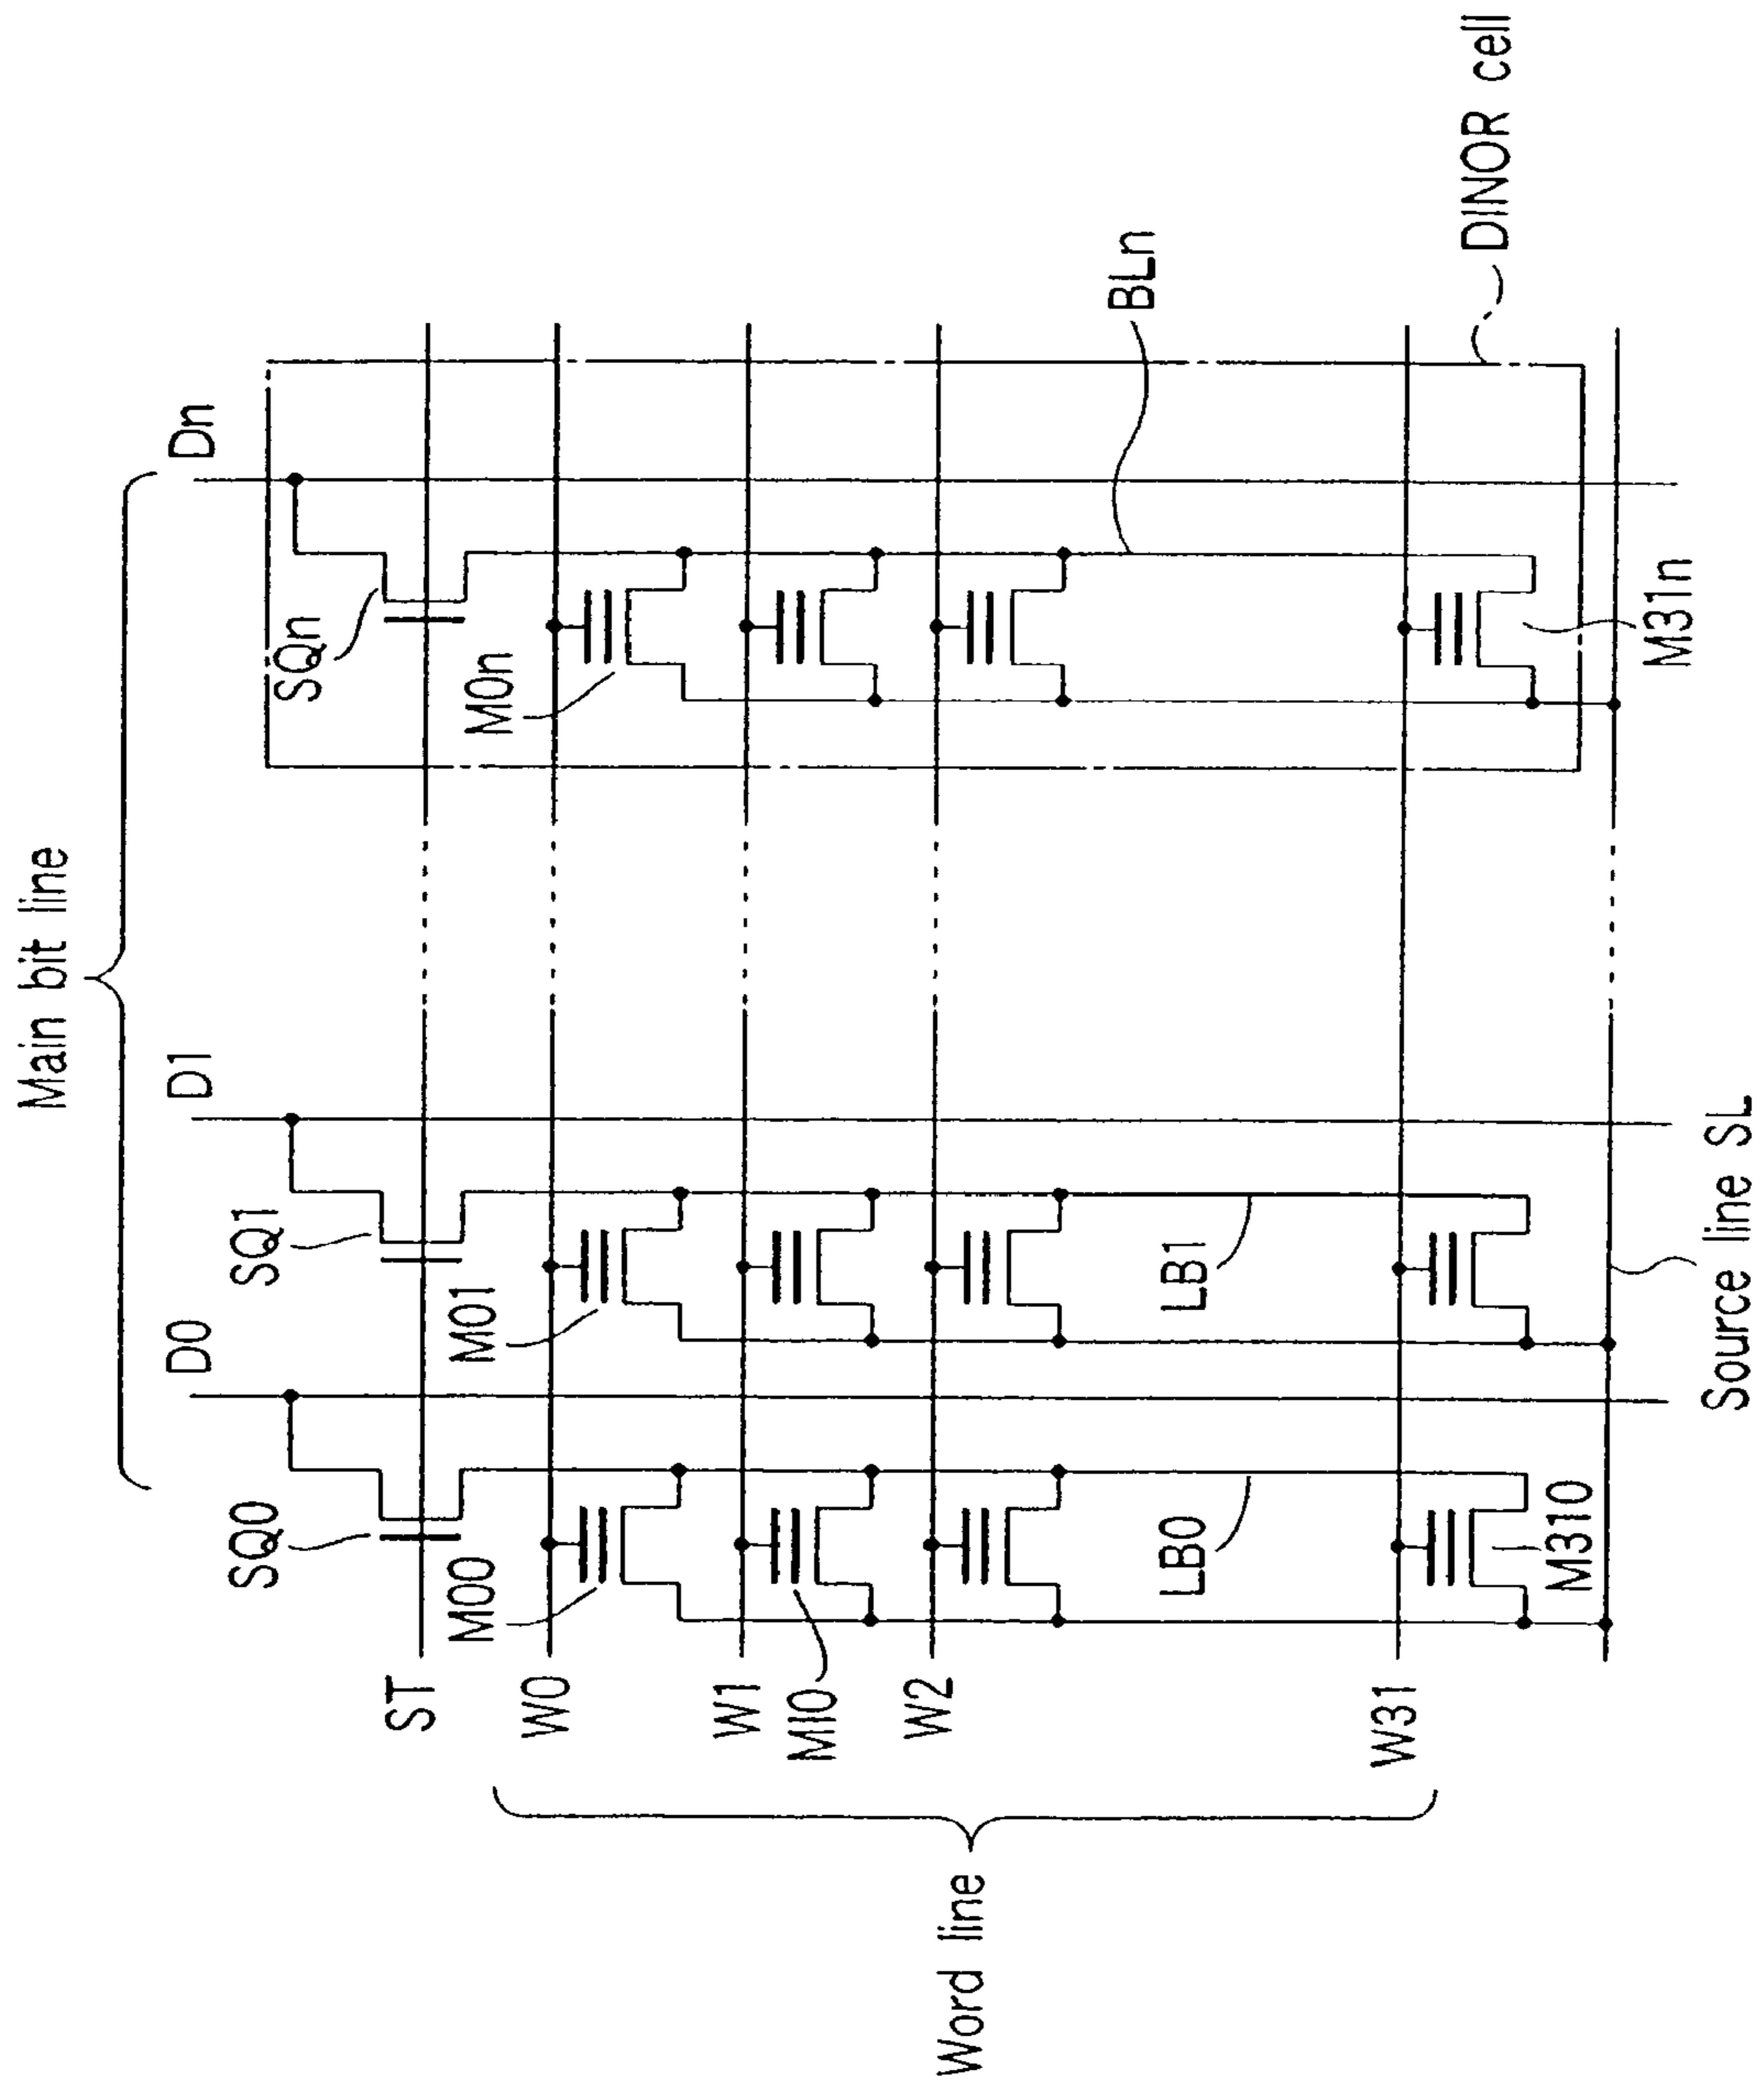 Main bit line
D0
D1
Dn
SQ0
SQ1
SQn
ST
M00
M01
M0n
W0
W1
MI0
W2
LB0
LB1
BLn
W31
M310
M31n
Word line
Source line SL
DINOR cell